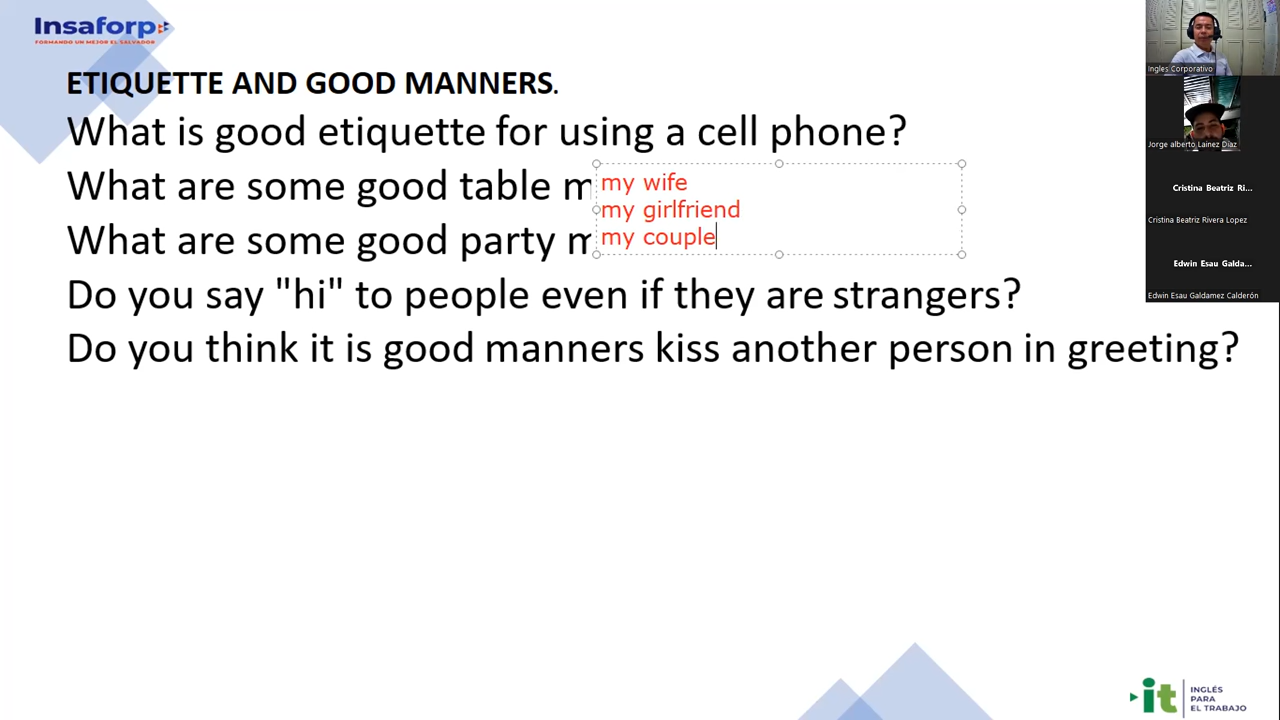 Insaforp
FORMANDO UN MEJOR EL SALVADOR
ETIQUETTE AND GOOD MANNERS.
What is good etiquette for using a cell phone?
What are some good table m
my wife
my girlfriend
What are some good party m
my couple
Do you say "hi" to people even if they are strangers?
Do you think it is good manners kiss another person in greeting?
Ingles Corporativo
Jorge alberto Lainez Diaz
Cristina Beatriz Ri...
Cristina Beatriz Rivera Lopez
Edwin Esau Galda...
Edwin Esau Galdamez Calderón
it
INGLÉS
PARA
EL TRABAJO